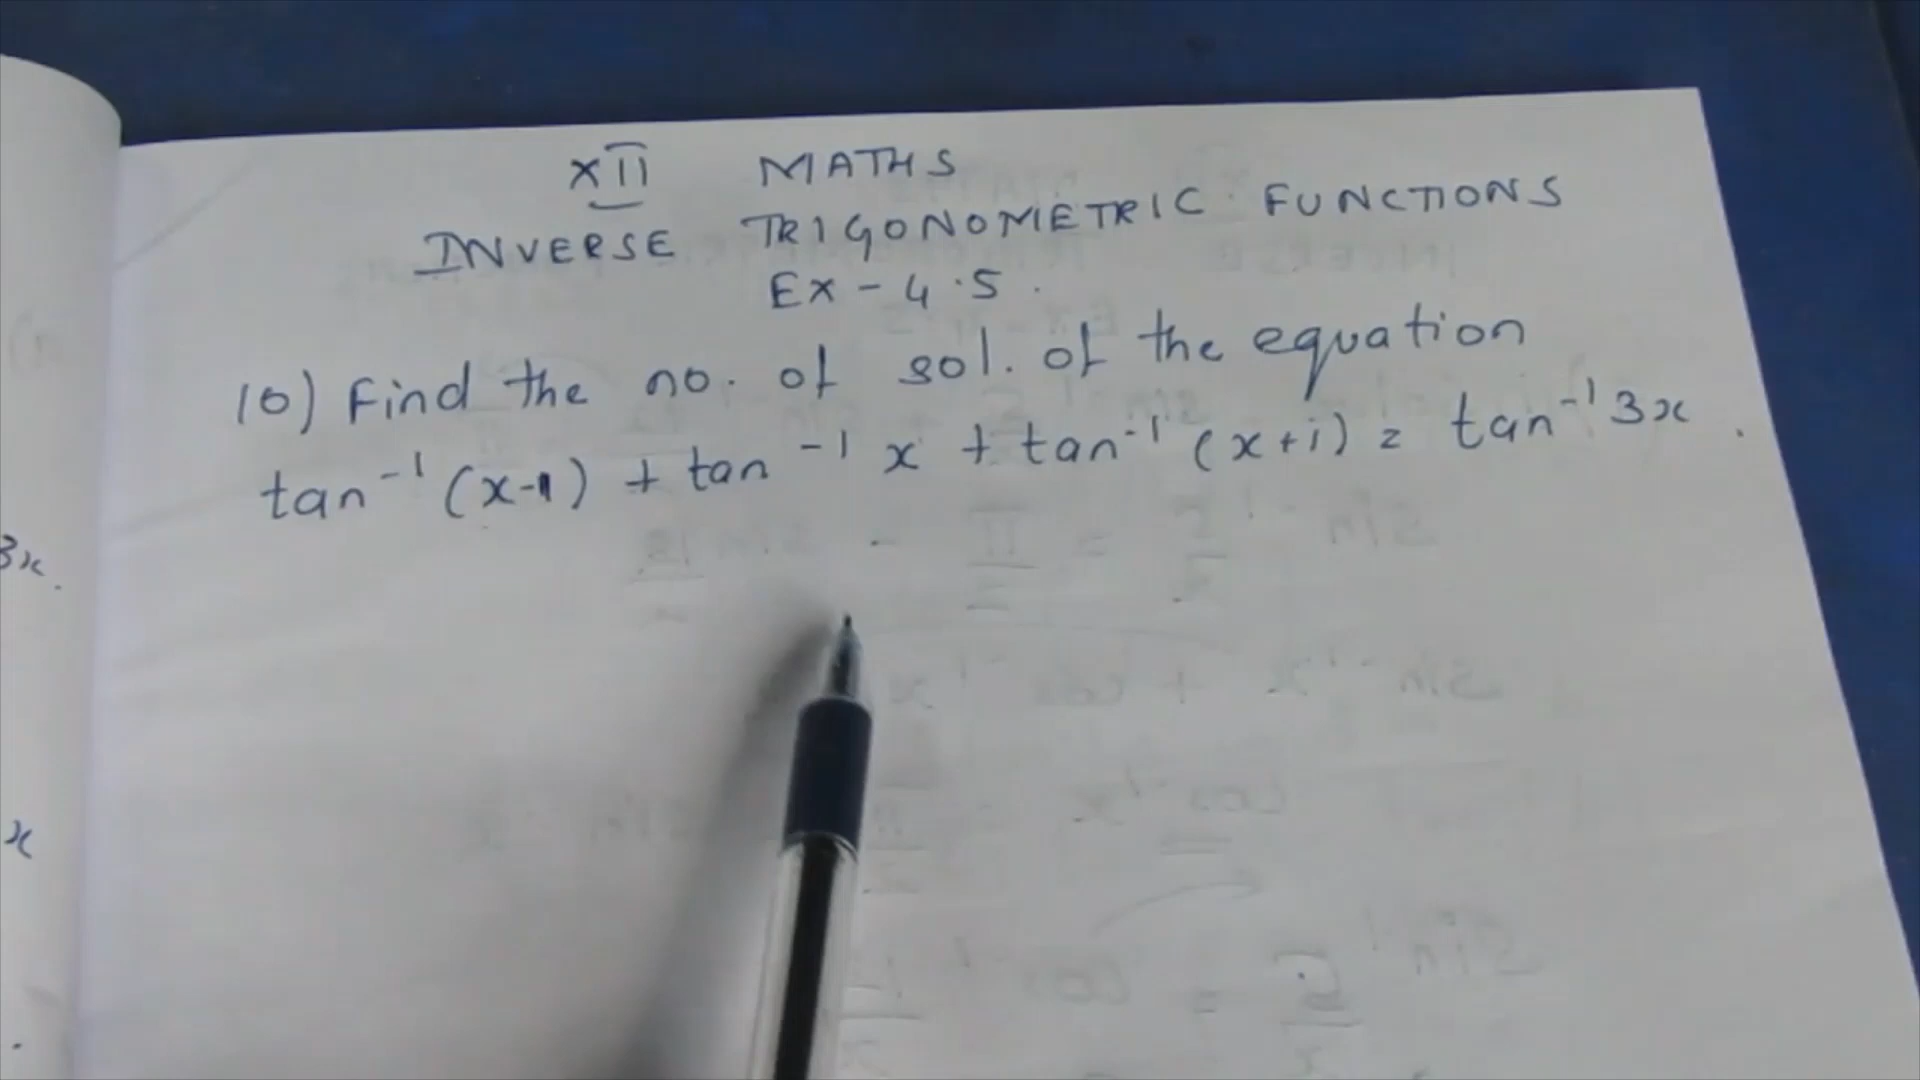 XII MATHS
INVERSE TRIGONOMETRIC FUNCTIONS
Ex - 4.5.
10) Find the no. of sol. of the equation
tan⁻¹(x-1) + tan⁻¹ x + tan⁻¹(x+1) = tan⁻¹3x.
3x.
x